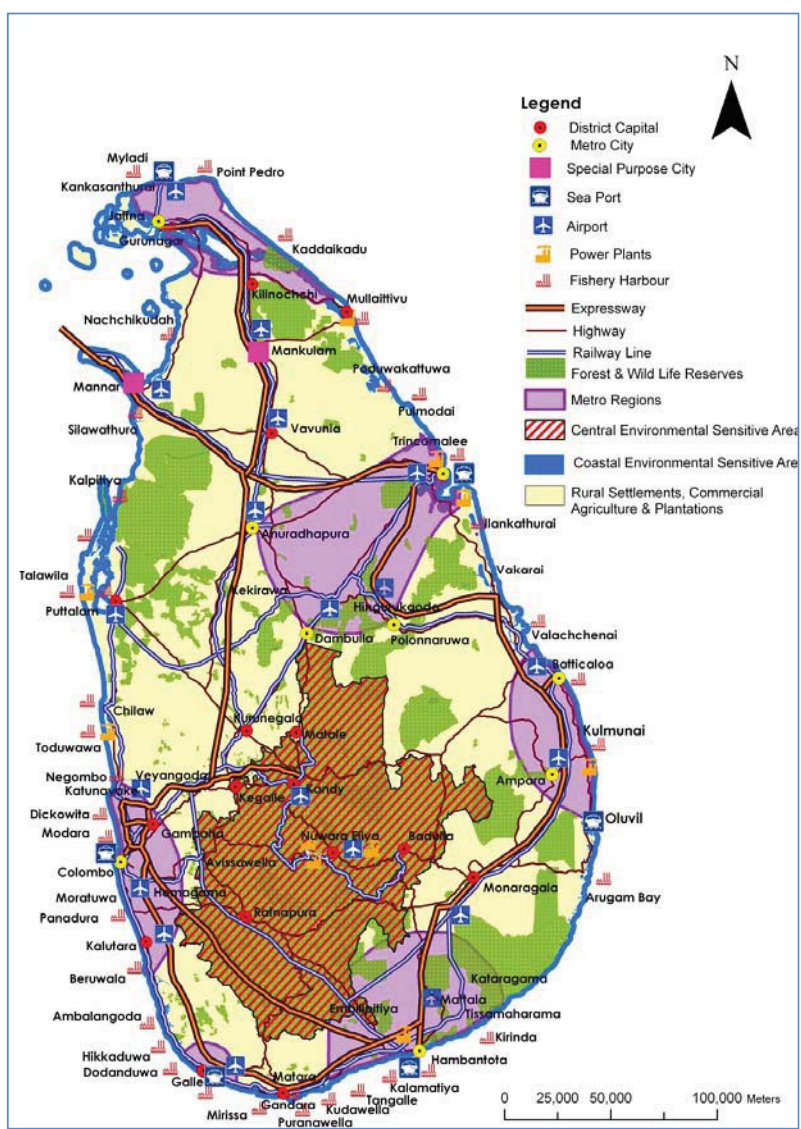 N
Legend
District Capital
Metro City
Special Purpose City
Sea Port
Airport
Power Plants
Fishery Harbour
Expressway
Highway
Railway Line
Forest & Wild Life Reserves
Metro Regions
Central Environmental Sensitive Area
Coastal Environmental Sensitive Are
Rural Settlements, Commercial
Agriculture & Plantations
Myladi
Point Pedro
Kankasanthurai
Jaffna
Gurunagar
Kaddaikadu
Kilinochchi
Mullaittivu
Nachchikudah
Mankulam
Poduwakattuwa
Mannar
Pulmodai
Silawathura
Vavunia
Trincomalee
Kalpitiya
Ilankathurai
Anuradhapura
Vakarai
Talawila
Kekirawa
Hingurukgoda
Puttalam
Dambulla
Polonnaruwa
Valachchenai
Batticaloa
Chilaw
Kurunegala
Matale
Kulmunai
Toduwawa
Negombo
Veyangoda
Katunayake
Ampara
Kegalle
Kandy
Dickowita
Gampaha
Oluvil
Modara
Nuwara Eliya
Badulla
Colombo
Avissawella
Monaragala
Moratuwa
Homagama
Arugam Bay
Panadura
Ratnapura
Kalutara
Beruwala
Kataragama
Mattala
Embilipitiya
Tissamaharama
Ambalangoda
Kirinda
Hikkaduwa
Hambantota
Dodanduwa
Matara
Kalamatiya
Galle
Tangalle
Gandara
Kudawella
Mirissa
Puranawella
0 25,000 50,000 100,000 Meters